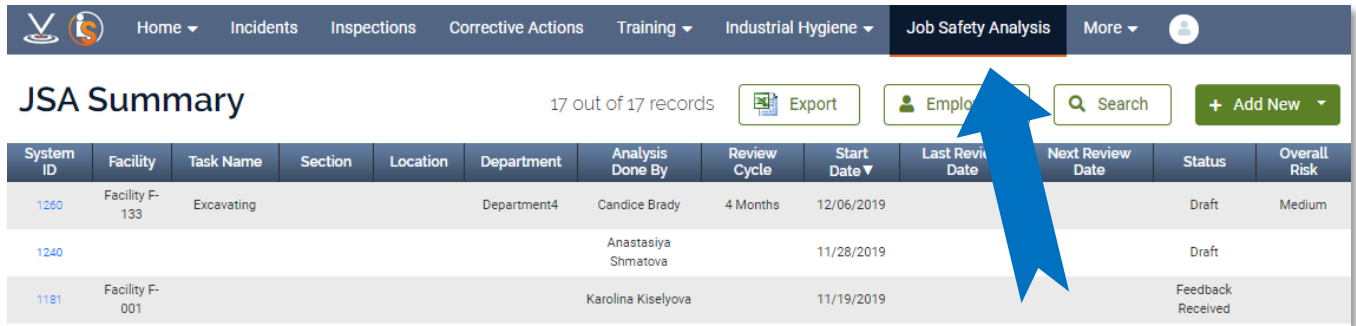 iS Home Incidents Inspections Corrective Actions Training Industrial Hygiene Job Safety Analysis More
JSA Summary 17 out of 17 records Export Search + Add New
System ID Facility Task Name Section Location Department Analysis Done By Review Cycle Start Date▼ Last Date Next Review Date Status Overall Risk
1260 Facility F-133 Excavating Department4 Candice Brady 4 Months 12/06/2019 Draft Medium
1240 Anastasiya Shmatova 11/28/2019 Draft
1181 Facility F-001 Karolina Kiselyova 11/19/2019 Feedback Received